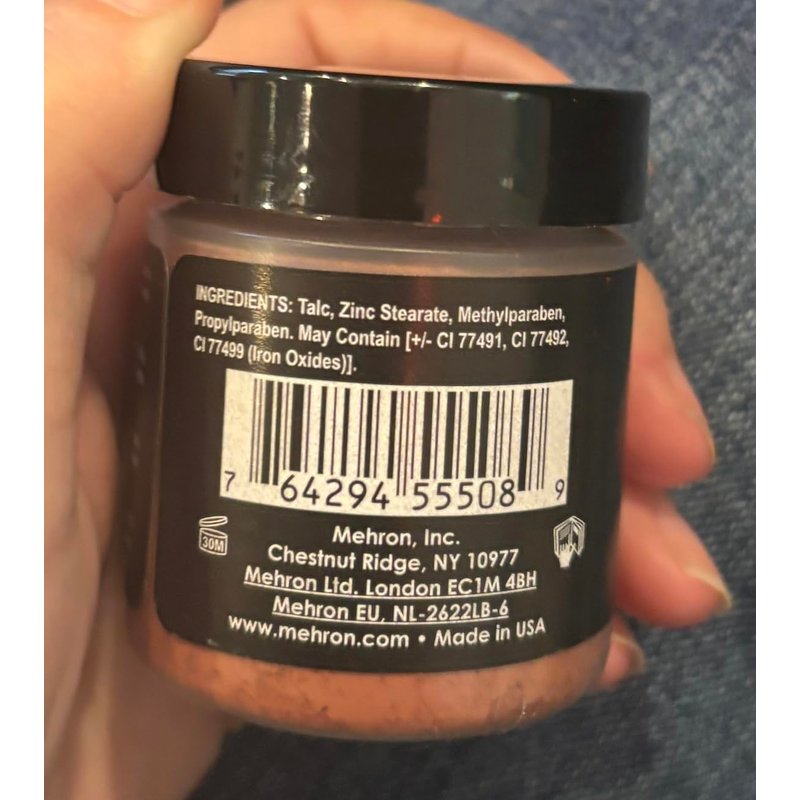 INGREDIENTS: Talc, Zinc Stearate, Methylparaben,
Propylparaben. May Contain [+/- CI 77491, CI 77492,
CI 77499 (Iron Oxides)].
7 64294 55508 9
30M
Mehron, Inc.
Chestnut Ridge, NY 10977
Mehron Ltd. London EC1M 4BH
Mehron EU, NL-2622LB-6
www.mehron.com • Made in USA